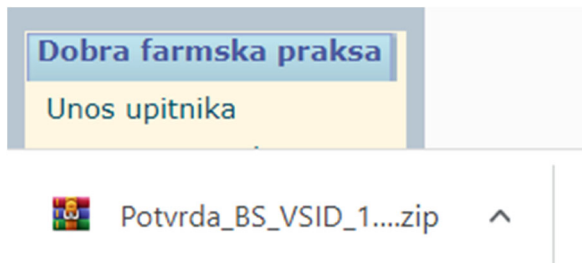 Dobra farmska praksa
Unos upitnika
Potvrda_BS_VSID_1....zip